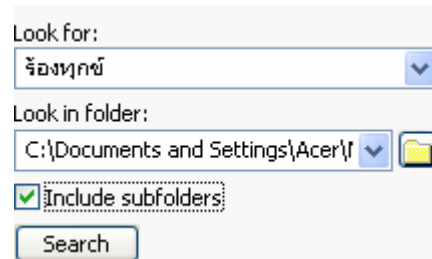 Look for:
ร้องทุกข์
Look in folder:
C:\Documents and Settings\Acer\
Include subfolders
Search